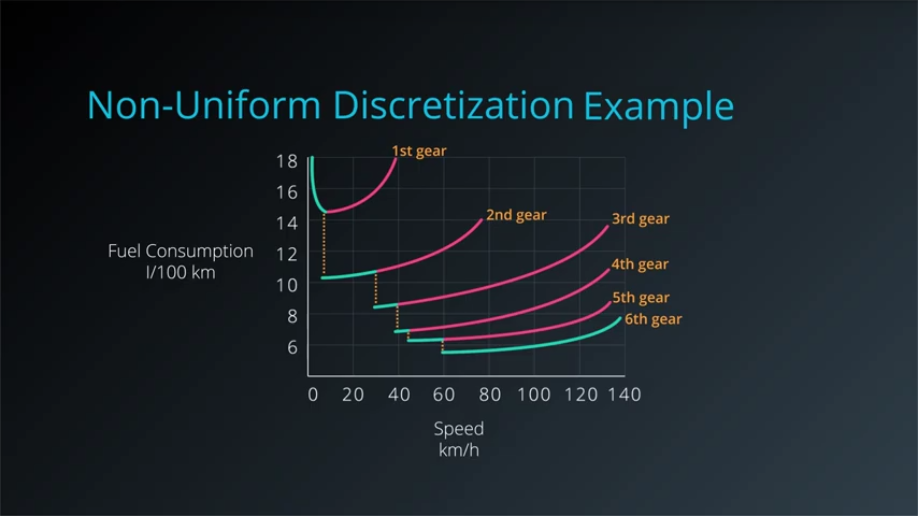 Non-Uniform Discretization Example
18
16
14
12
10
8
6
Fuel Consumption
l/100 km
1st gear
2nd gear
3rd gear
4th gear
5th gear
6th gear
0 20 40 60 80 100 120 140
Speed
km/h